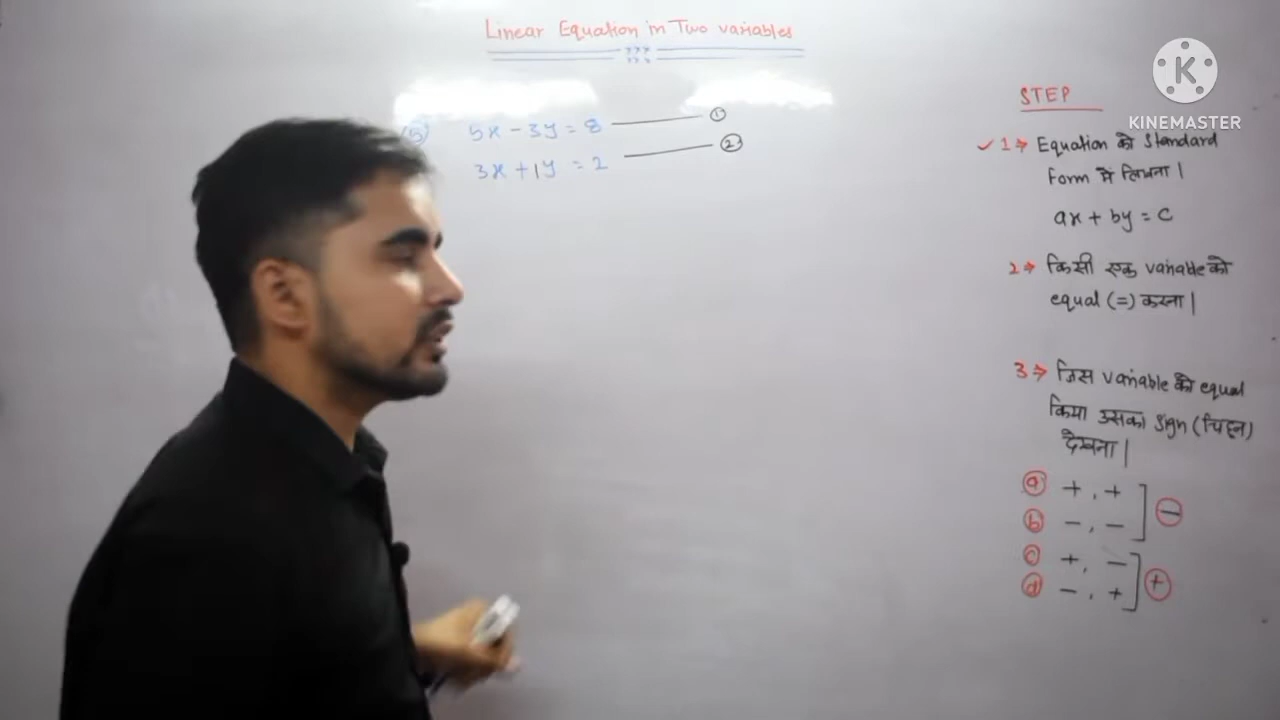 Linear Equation in Two variables
(5) 5x - 3y = 8 ①
3x + 1y = 2 ②
STEP
✓ 1 → Equation को Standard
Form में लिखना |
ax + by = c
2 → किसी एक variable को
equal (=) करना |
3 → जिस variable को equal
किया उसका sign (चिह्न)
देखना |
ⓐ +, +
ⓑ -, -
⊖
ⓒ +, -
ⓓ -, +
⊕
K
KINEMASTER